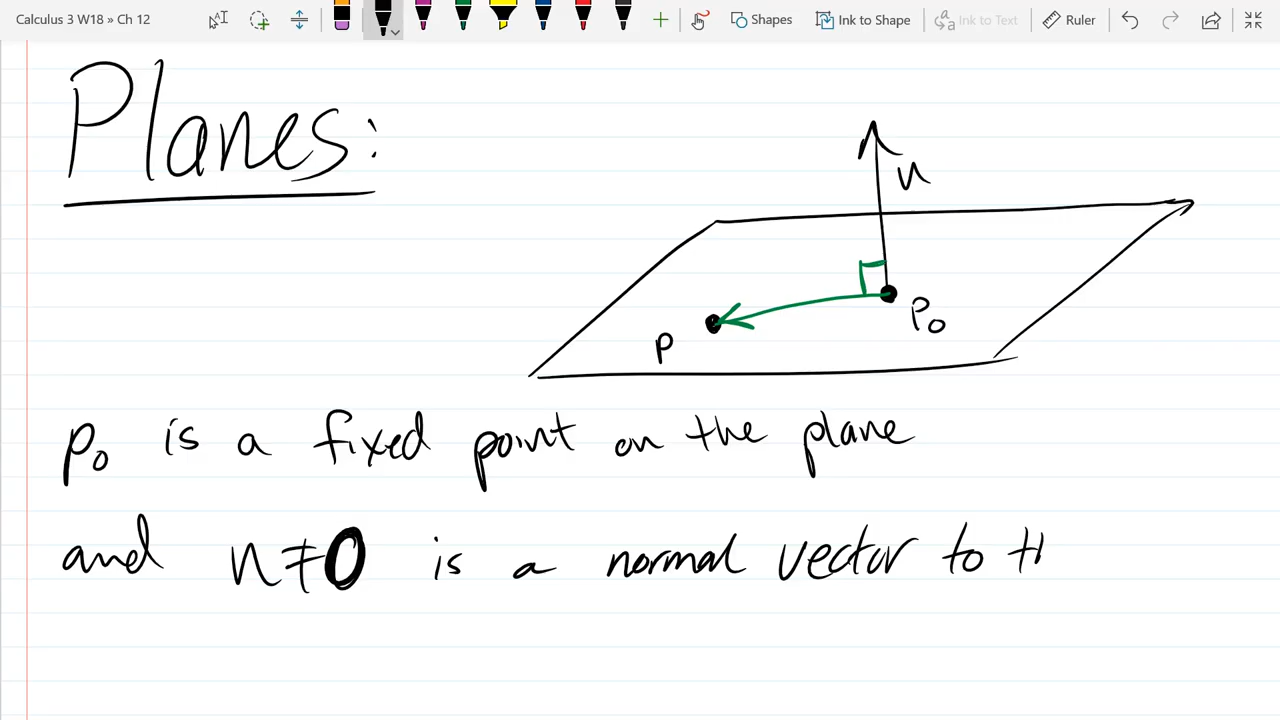 Calculus 3 W18 » Ch 12
Shapes Ink to Shape Ink to Text Ruler
Planes:
n
P₀
P
P₀ is a fixed point on the plane
and n≠0 is a normal vector to th